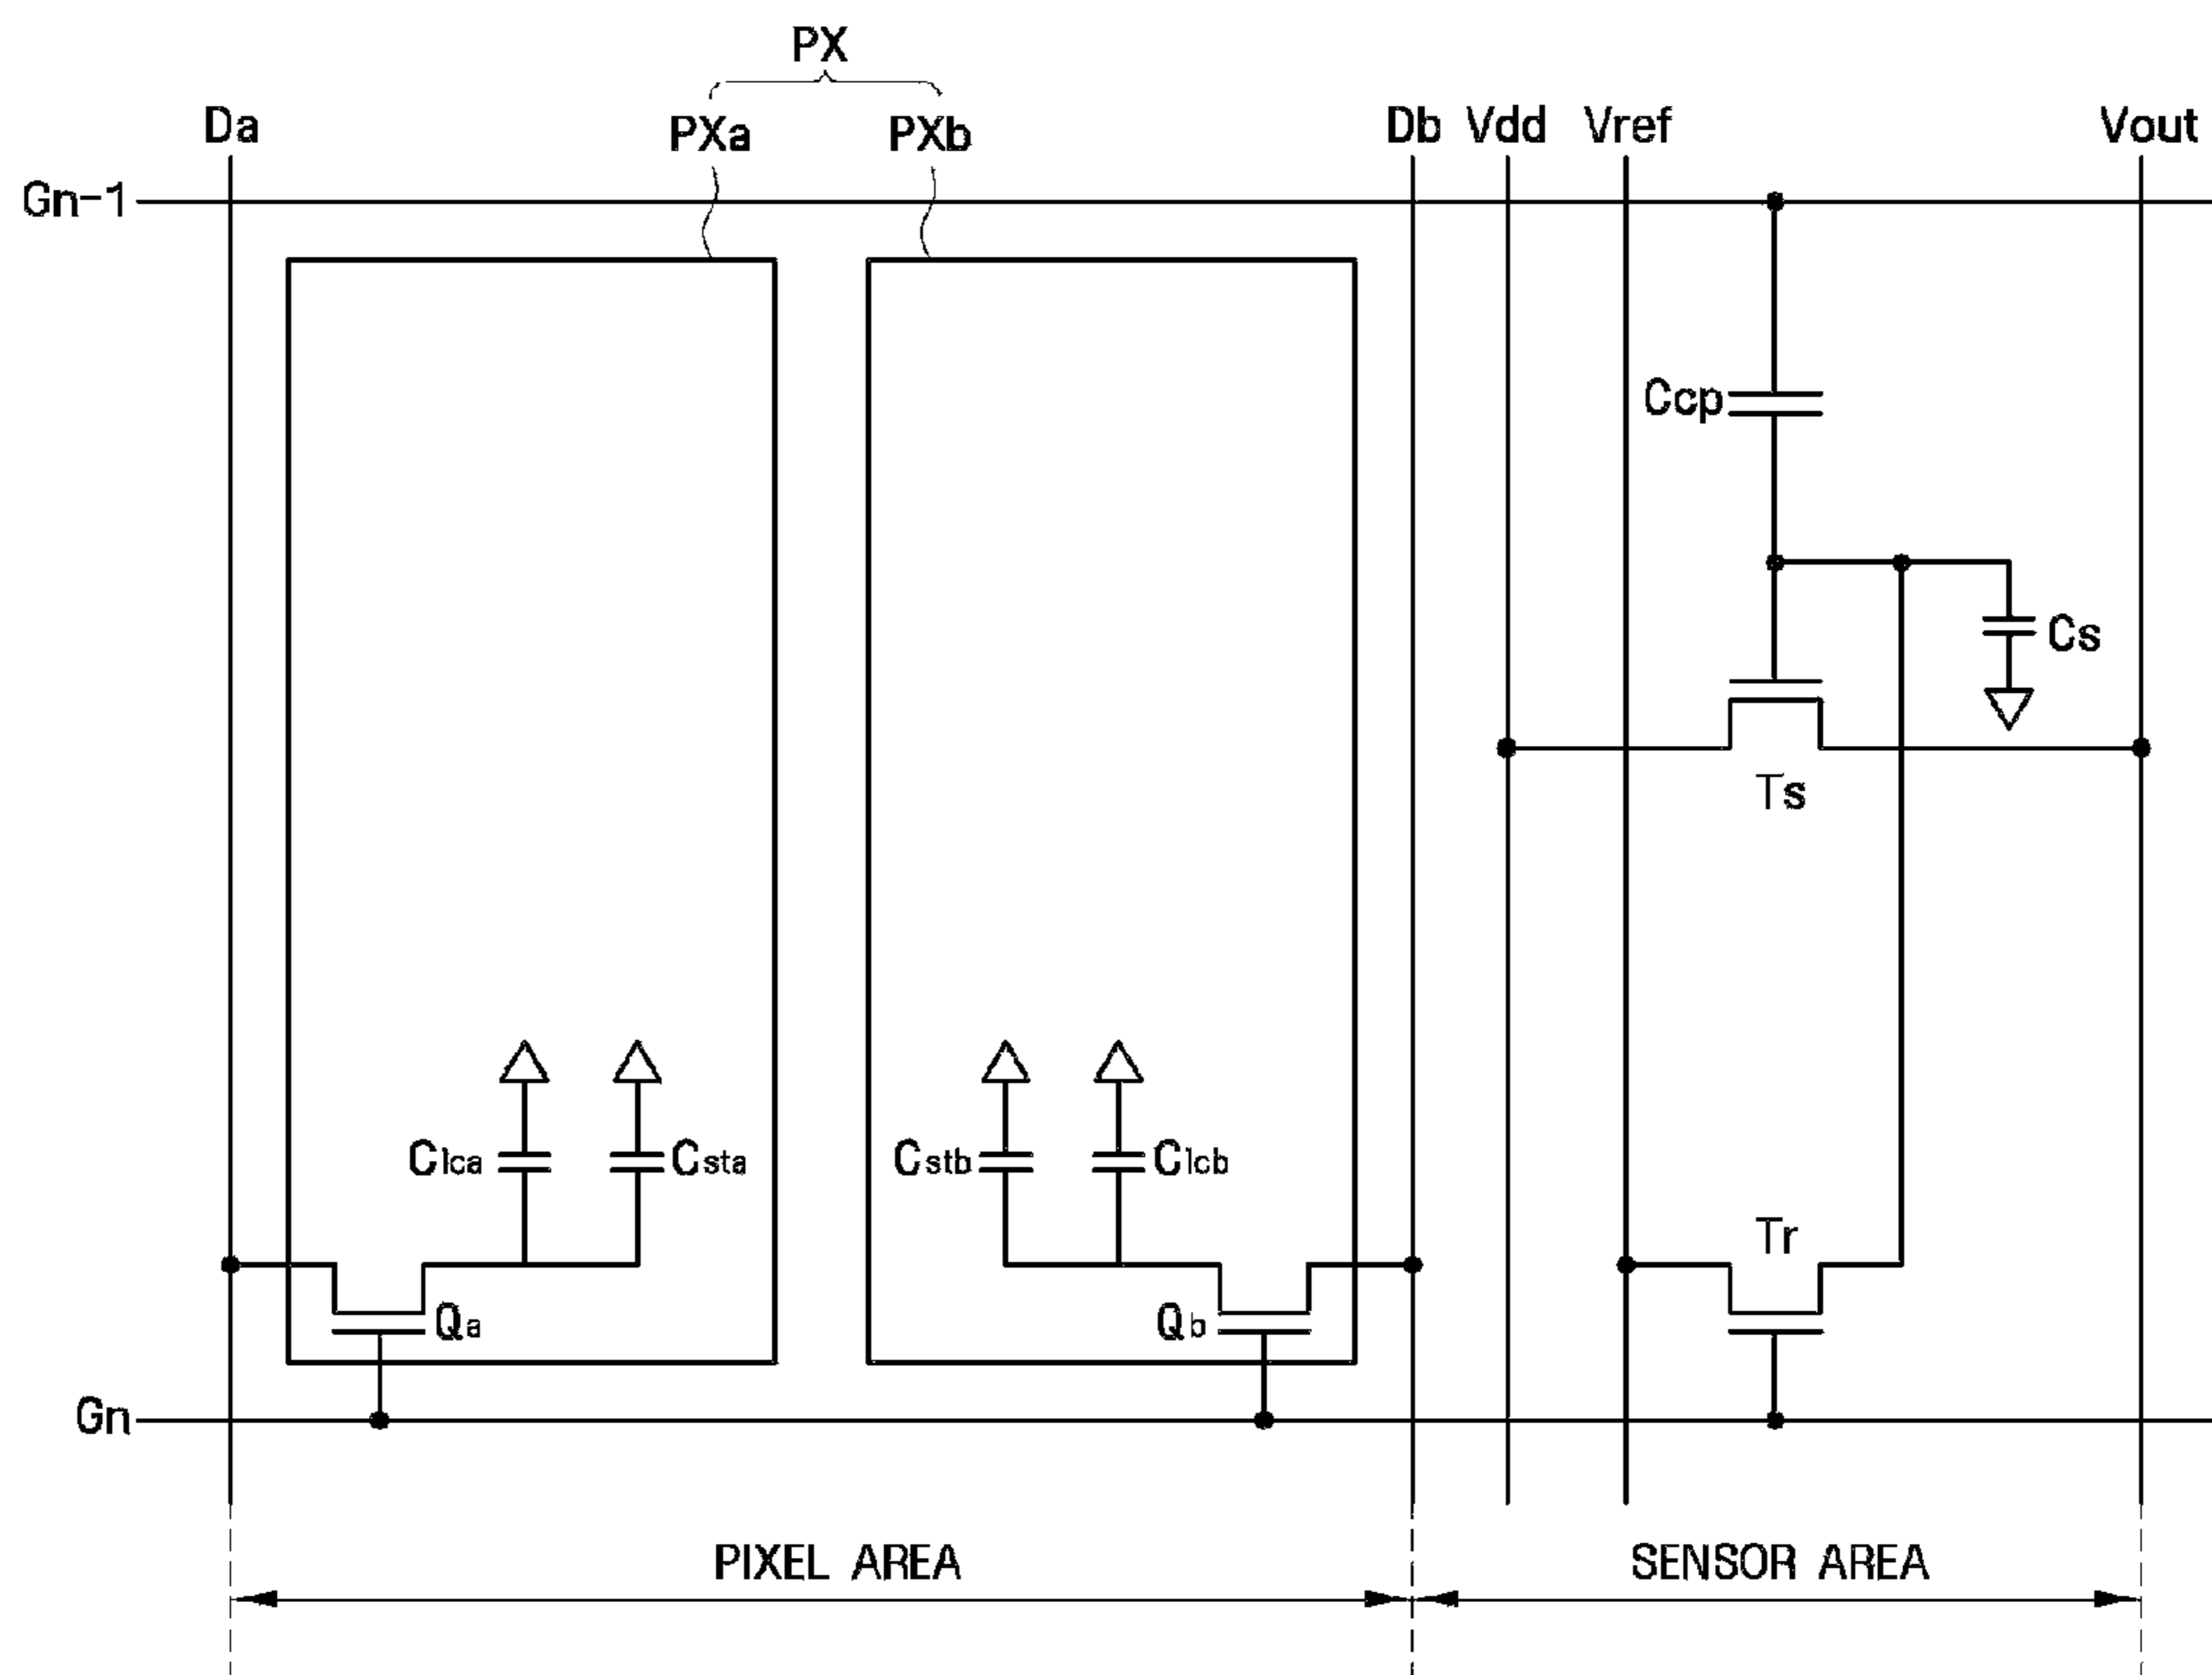 PX
Da PXa PXb Db Vdd Vref Vout
Gn-1
Ccp
Cs
Ts
Clca Csta Cstb Clcb
Tr
Qa Qb
Gn
PIXEL AREA SENSOR AREA